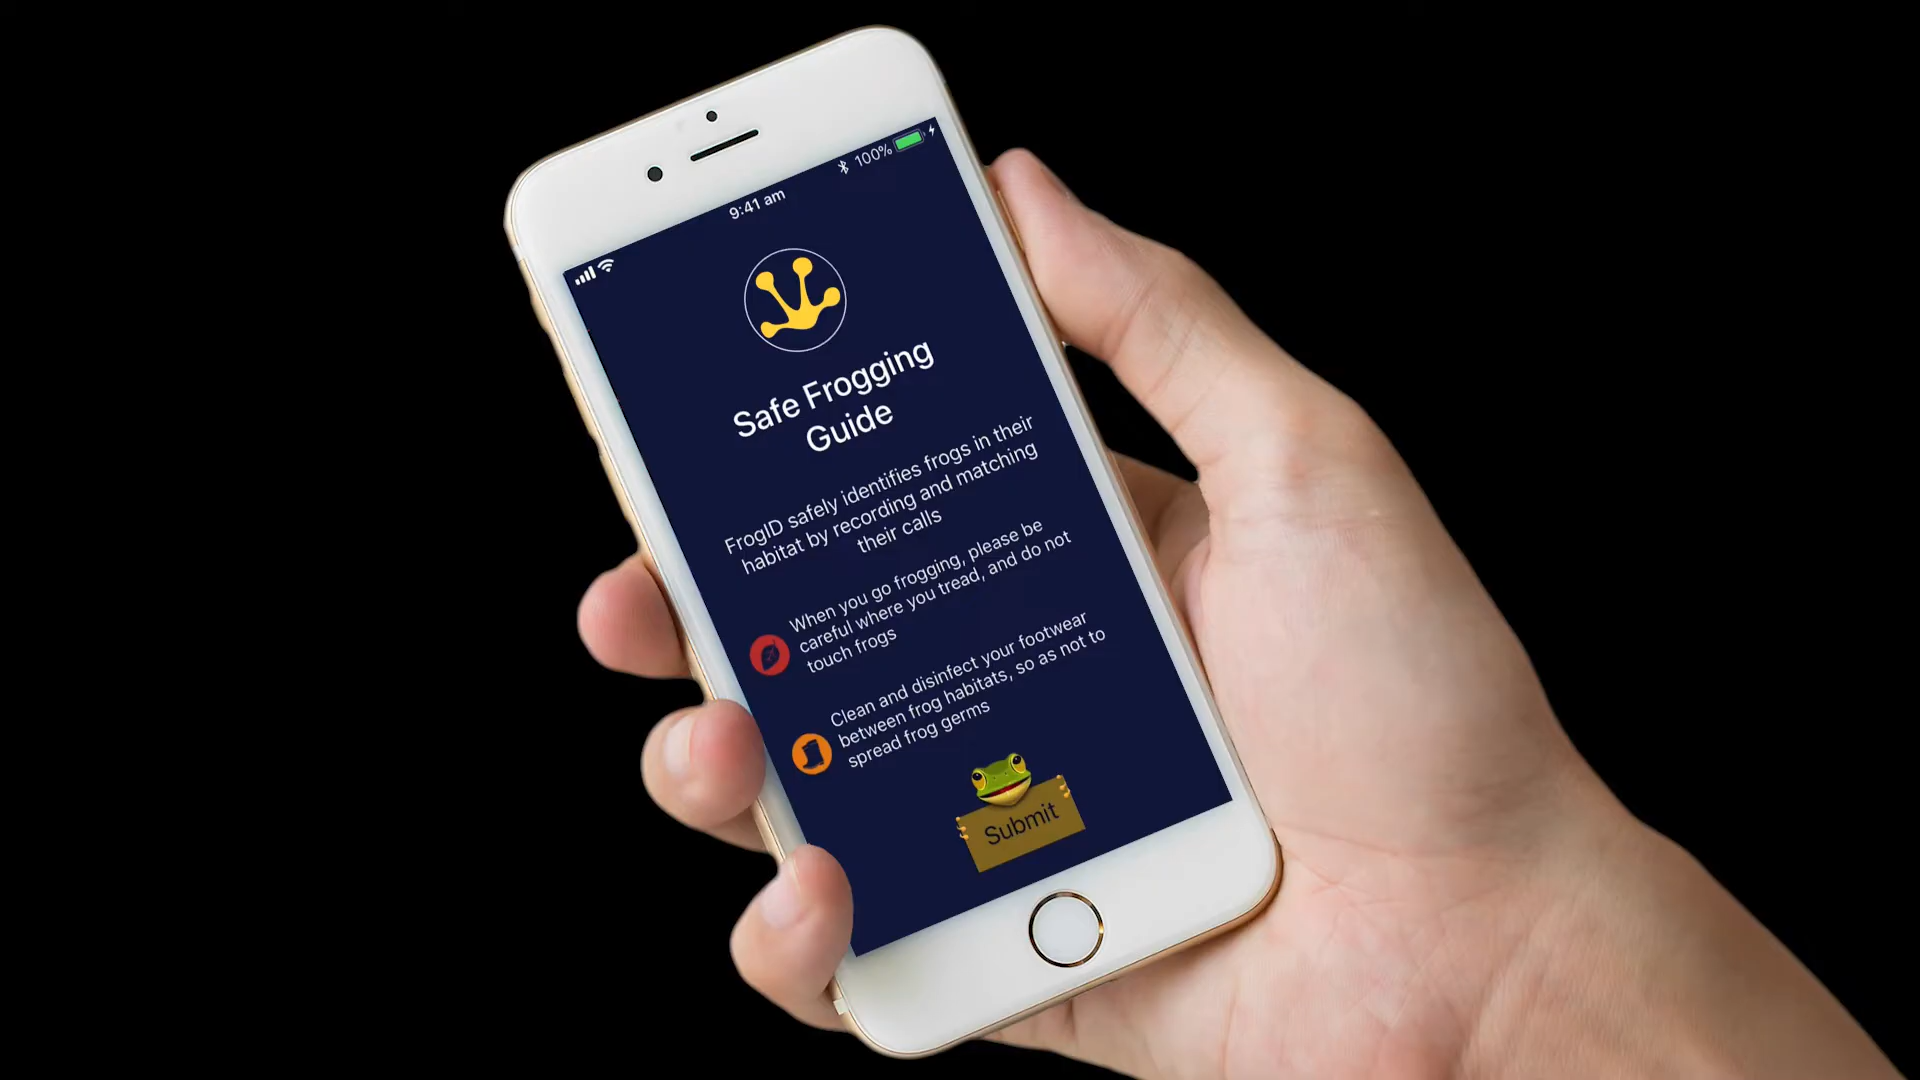 9:41 am
100%
Safe Frogging
Guide
FrogID safely identifies frogs in their
habitat by recording and matching
their calls
When you go frogging, please be
careful where you tread, and do not
touch frogs
Clean and disinfect your footwear
between frog habitats, so as not to
spread frog germs
Submit